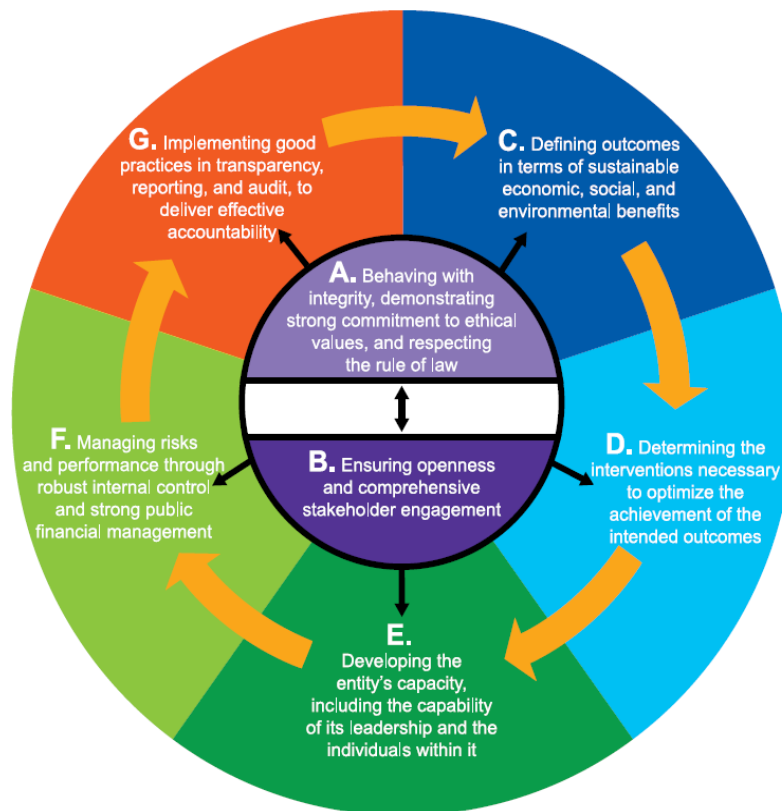 A. Behaving with
integrity, demonstrating
strong commitment to ethical
values, and respecting
the rule of law
B. Ensuring openness
and comprehensive
stakeholder engagement
C. Defining outcomes
in terms of sustainable
economic, social, and
environmental benefits
D. Determining the
interventions necessary
to optimize the
achievement of the
intended outcomes
E.
Developing the
entity's capacity,
including the capability
of its leadership and the
individuals within it
F. Managing risks
and performance through
robust internal control
and strong public
financial management
G. Implementing good
practices in transparency,
reporting, and audit, to
deliver effective
accountability